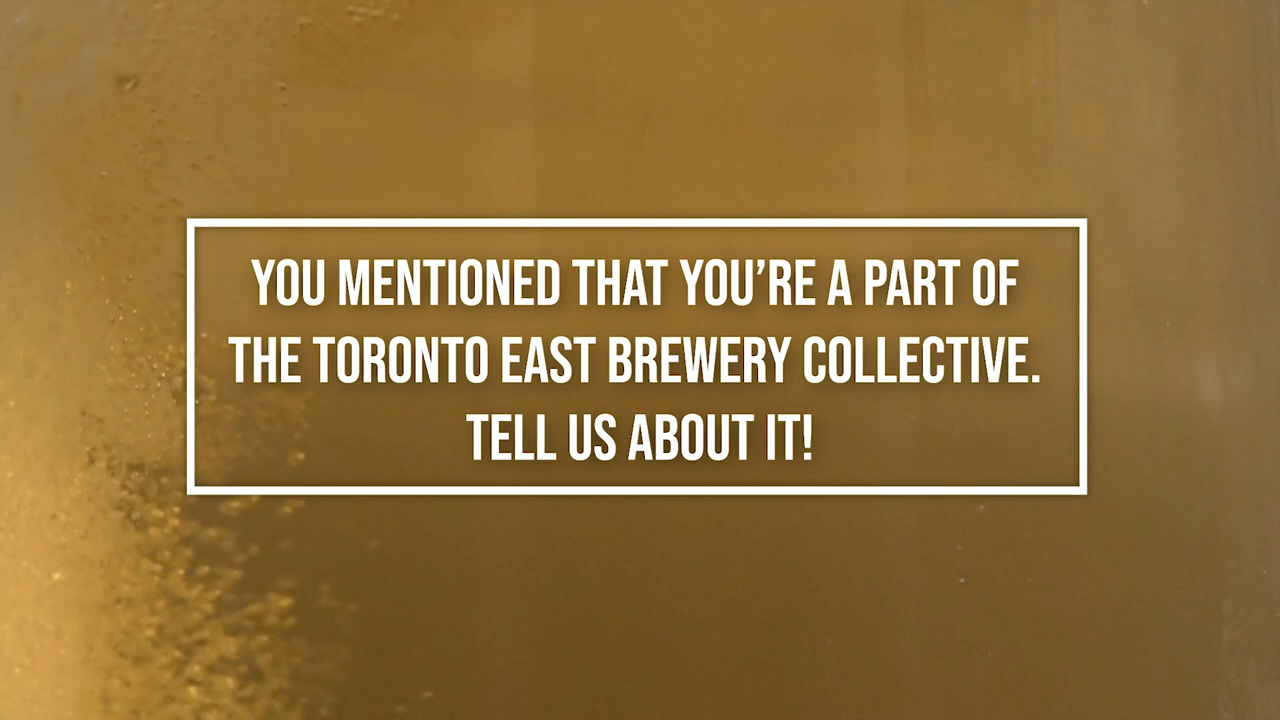 YOU MENTIONED THAT YOU’RE A PART OF
THE TORONTO EAST BREWERY COLLECTIVE.
TELL US ABOUT IT!